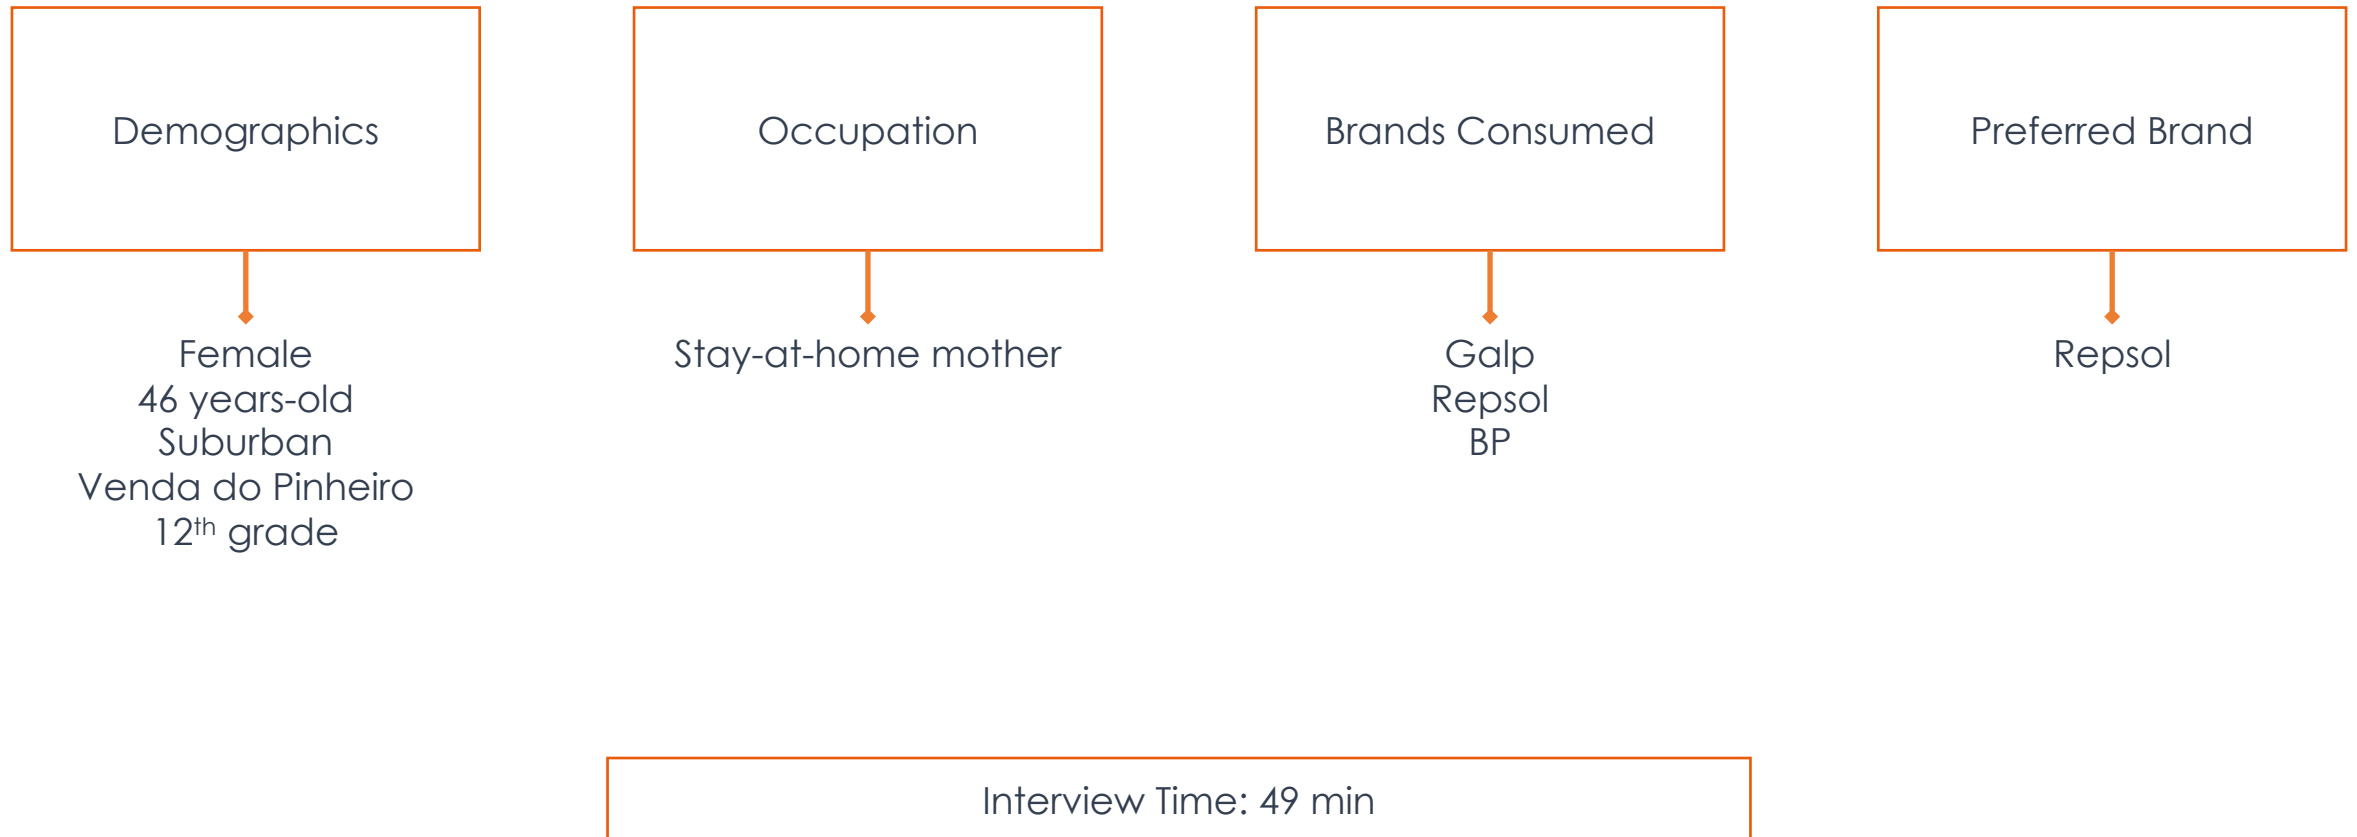 Demographics
Female
46 years-old
Suburban
Venda do Pinheiro
12th grade
Occupation
Stay-at-home mother
Brands Consumed
Galp
Repsol
BP
Preferred Brand
Repsol
Interview Time: 49 min